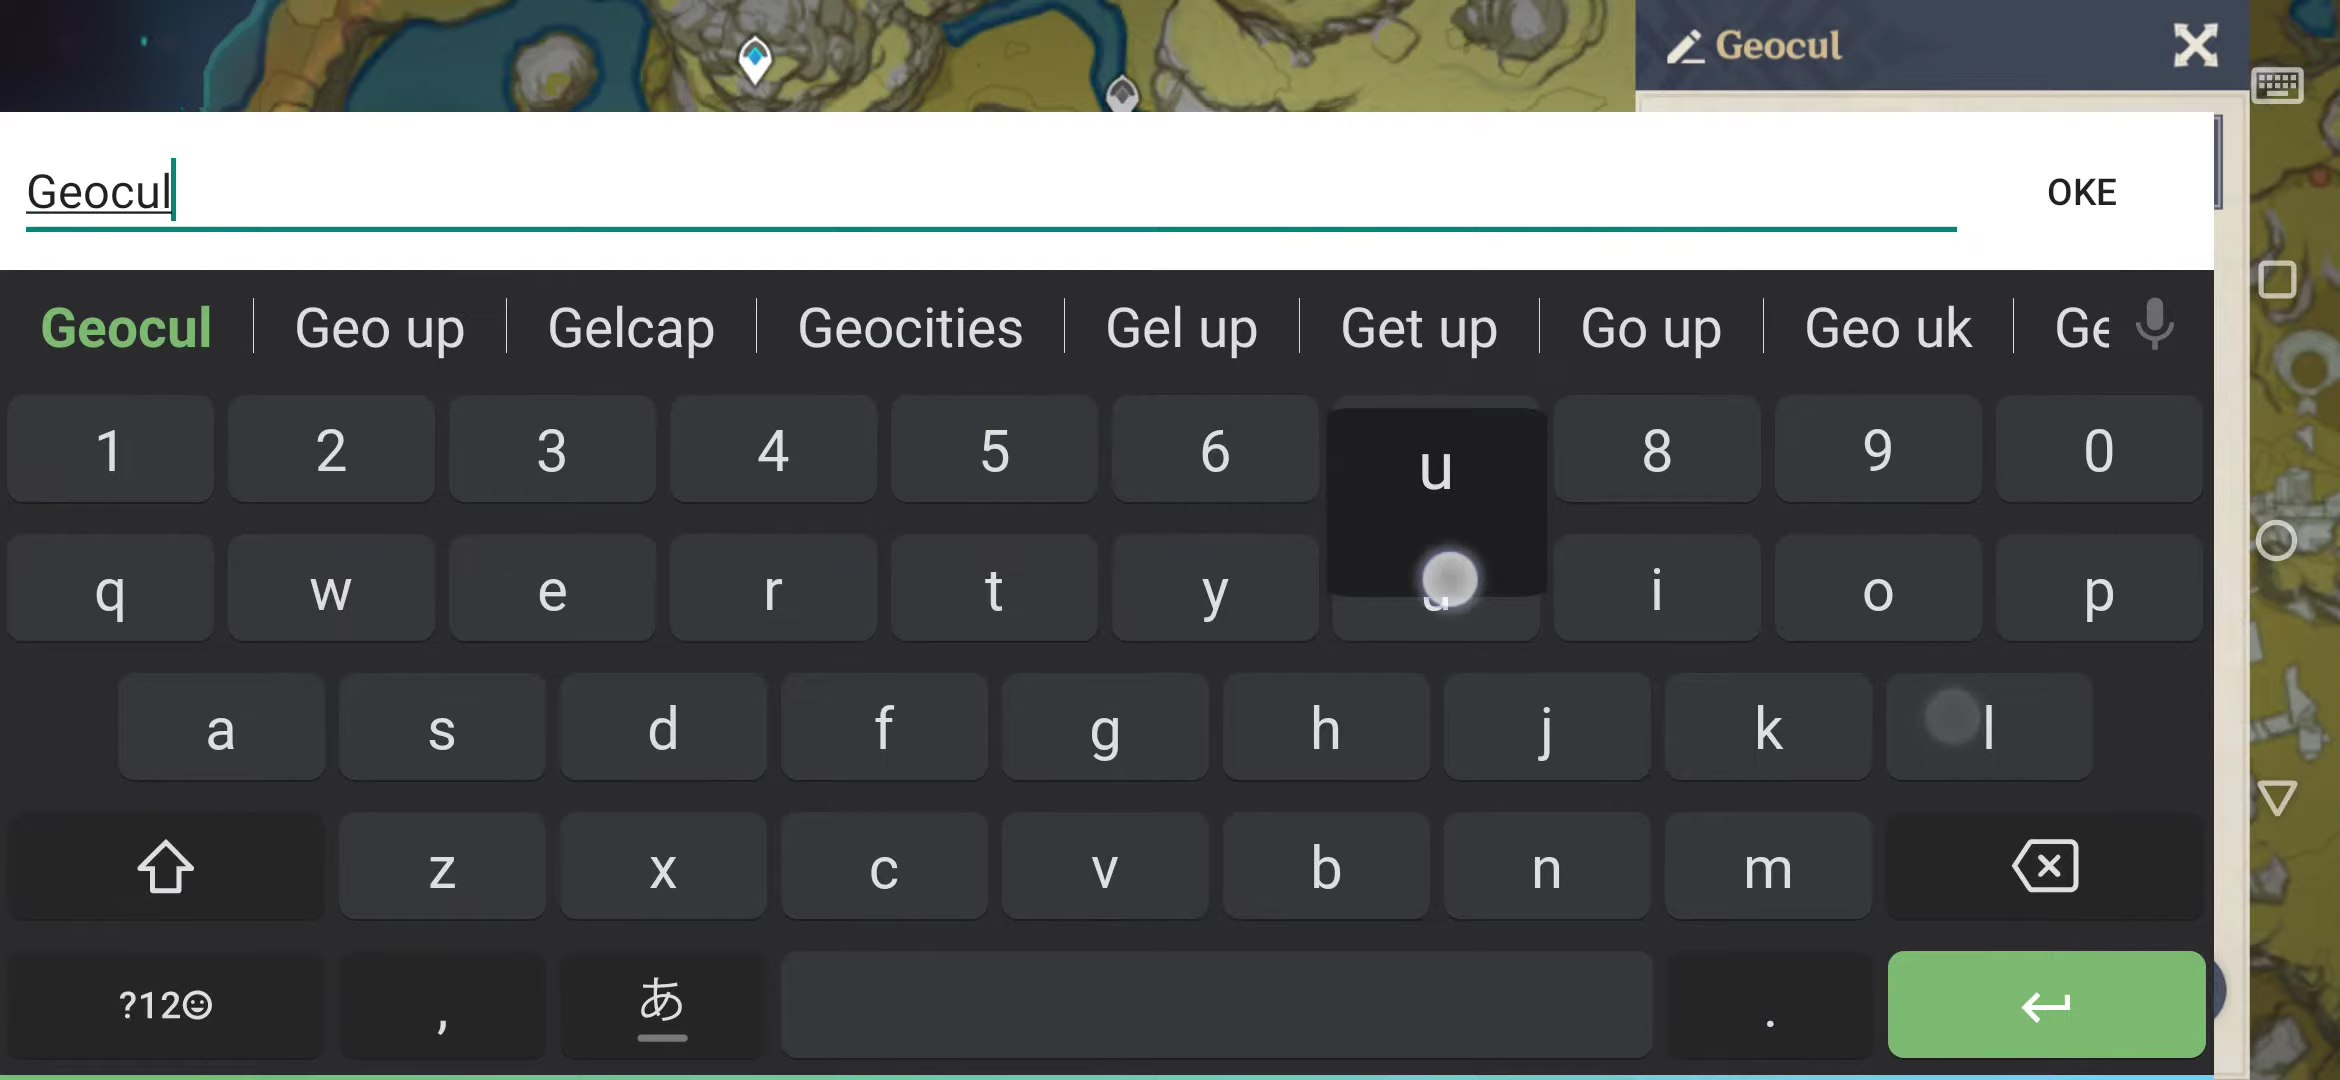 Geocul
Geocul OKE
Geocul Geo up Gelcap Geocities Gel up Get up Go up Geo uk Ge
1 2 3 4 5 6 u 8 9 0
q w e r t y u i o p
a s d f g h j k l
z x c v b n m
?12 , あ .